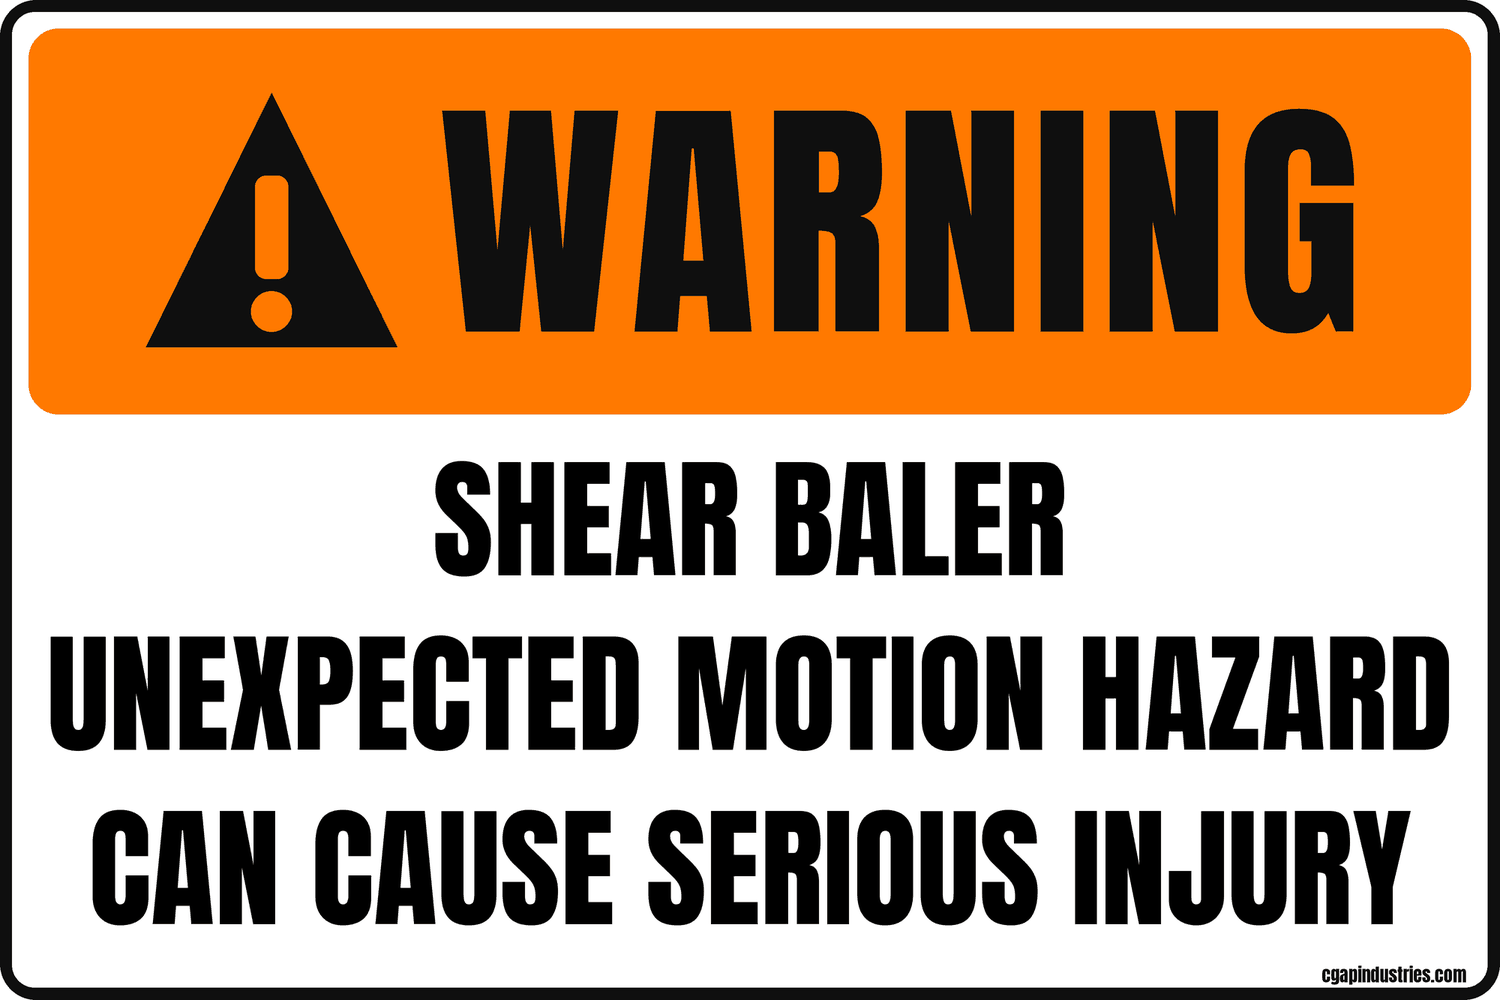 WARNING
SHEAR BALER
UNEXPECTED MOTION HAZARD
CAN CAUSE SERIOUS INJURY
cgapindustries.com